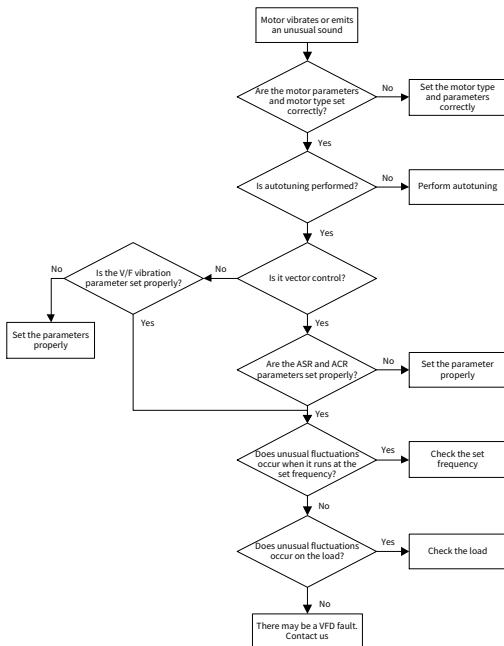 Motor vibrates or emits
an unusual sound
Are the motor parameters
and motor type set
correctly?
No
Set the motor type
and parameters
correctly
Yes
Is autotuning performed?
No
Perform autotuning
Yes
No
Is the V/F vibration
parameter set properly?
No
Is it vector control?
Set the parameters
properly
Yes
Yes
Are the ASR and ACR
parameters set properly?
No
Set the parameter
properly
Yes
Does unusual fluctuations
occur when it runs at the
set frequency?
Yes
Check the set
frequency
No
Does unusual fluctuations
occur on the load?
Yes
Check the load
No
There may be a VFD fault.
Contact us